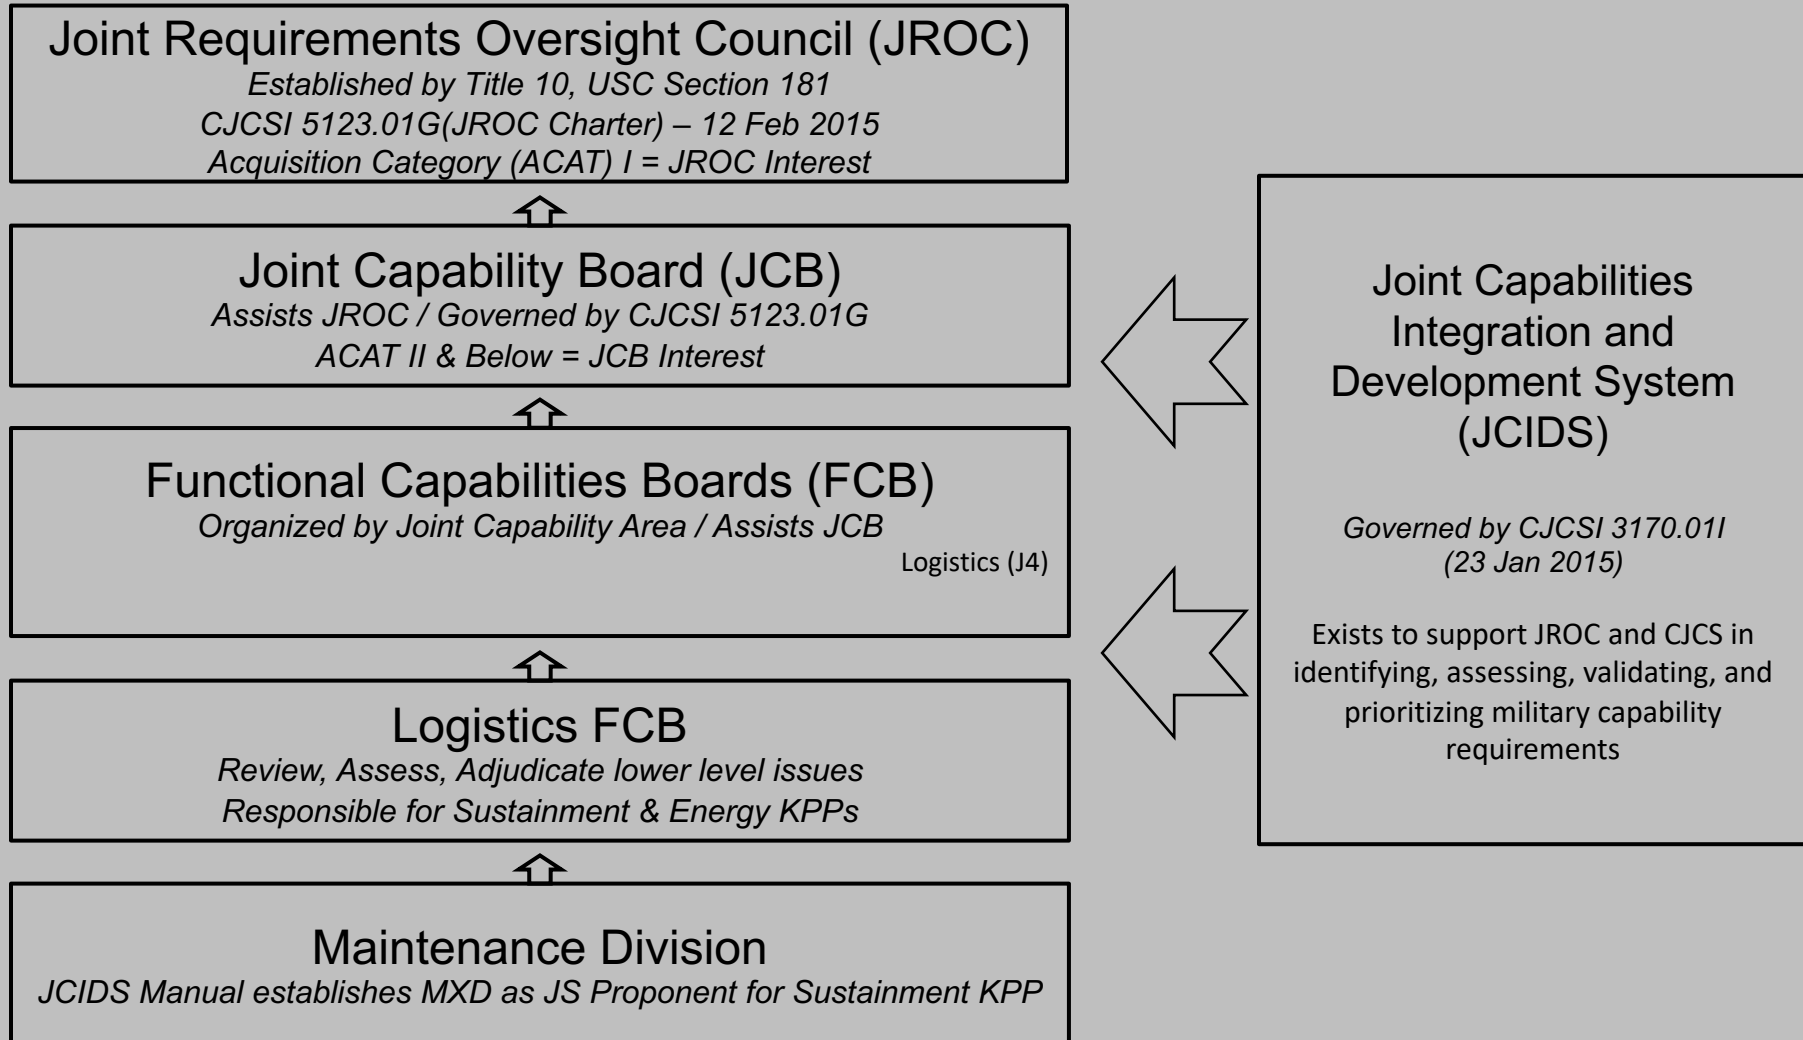 Joint Requirements Oversight Council (JROC)
Established by Title 10, USC Section 181
CJCSI 5123.01G(JROC Charter) – 12 Feb 2015
Acquisition Category (ACAT) I = JROC Interest
Joint Capability Board (JCB)
Assists JROC / Governed by CJCSI 5123.01G
ACAT II & Below = JCB Interest
Functional Capabilities Boards (FCB)
Organized by Joint Capability Area / Assists JCB
Logistics (J4)
Logistics FCB
Review, Assess, Adjudicate lower level issues
Responsible for Sustainment & Energy KPPs
Maintenance Division
JCIDS Manual establishes MXD as JS Proponent for Sustainment KPP
Joint Capabilities
Integration and
Development System
(JCIDS)
Governed by CJCSI 3170.01I
(23 Jan 2015)
Exists to support JROC and CJCS in
identifying, assessing, validating, and
prioritizing military capability
requirements